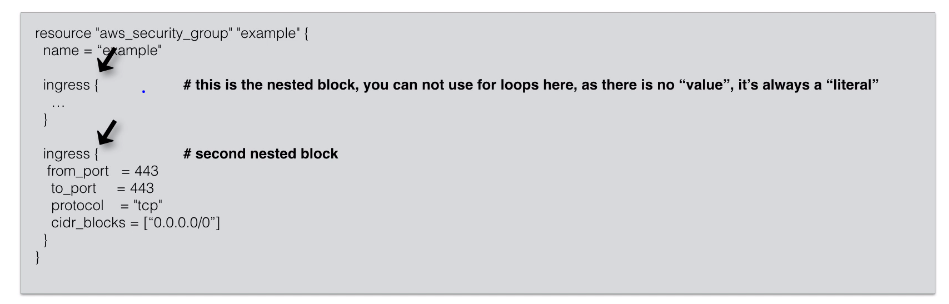 resource "aws_security_group" "example" {
name = “example"
ingress { # this is the nested block, you can not use for loops here, as there is no “value”, it’s always a “literal”
…
}
ingress { # second nested block
from_port = 443
to_port = 443
protocol = "tcp"
cidr_blocks = [“0.0.0.0/0”]
}
}